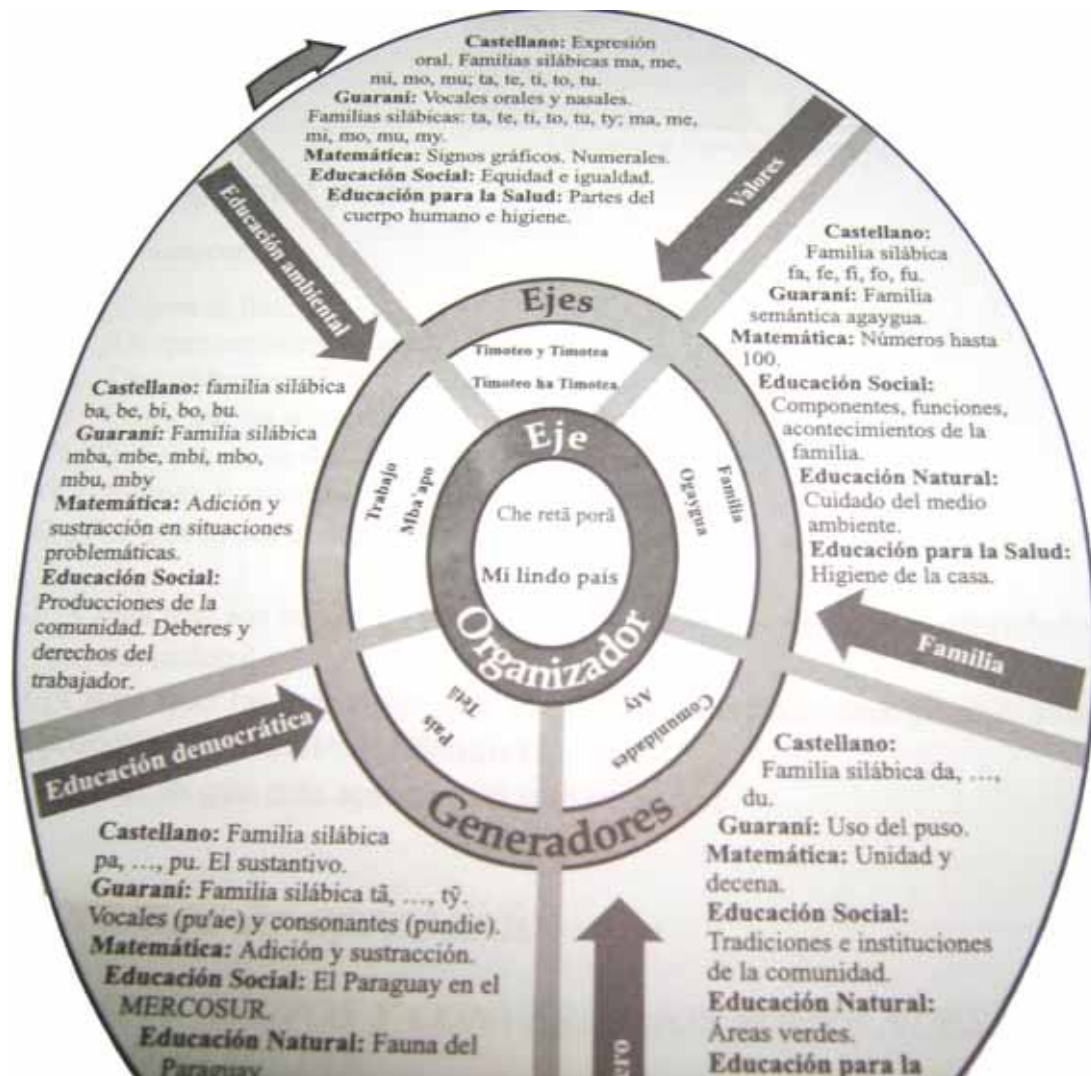 Castellano: Expresión
oral. Familias silábicas ma, me,
mi, mo, mu; ta, te, ti, to, tu.
Guaraní: Vocales orales y nasales.
Familias silábicas: ta, te, ti, to, tu, ty; ma, me,
mi, mo, mu, my.
Matemática: Signos gráficos. Numerales.
Educación Social: Equidad e igualdad.
Educación para la Salud: Partes del
cuerpo humano e higiene.
Valores
Castellano:
Familia silábica
fa, fe, fi, fo, fu.
Guaraní: Familia
semántica agaygua.
Matemática: Números hasta
100.
Educación Social:
Componentes, funciones,
acontecimientos de la
familia.
Educación Natural:
Cuidado del medio
ambiente.
Educación para la Salud:
Higiene de la casa.
Familia
Castellano:
Familia silábica da, …,
du.
Guaraní: Uso del puso.
Matemática: Unidad y
decena.
Educación Social:
Tradiciones e instituciones
de la comunidad.
Educación Natural:
Áreas verdes.
Educación para la
Castellano: Familia silábica
pa, …, pu. El sustantivo.
Guaraní: Familia silábica tã, …, tỹ.
Vocales (pu'ae) y consonantes (pundie).
Matemática: Adición y sustracción.
Educación Social: El Paraguay en el
MERCOSUR.
Educación Natural: Fauna del
Paraguay
Educación democrática
Castellano: familia silábica
ba, be, bi, bo, bu.
Guaraní: Familia silábica
mba, mbe, mbi, mbo,
mbu, mby
Matemática: Adición y
sustracción en situaciones
problemáticas.
Educación Social:
Producciones de la
comunidad. Deberes y
derechos del
trabajador.
Educación ambiental
Ejes
Generadores
Timoteo y Timotea
Timoteo ha Timotea
Familia
Ogaygua
Comunidades
Aty
País
Tetã
Trabajo
Mba'apo
Eje
Organizador
Che retã porã
Mi lindo país